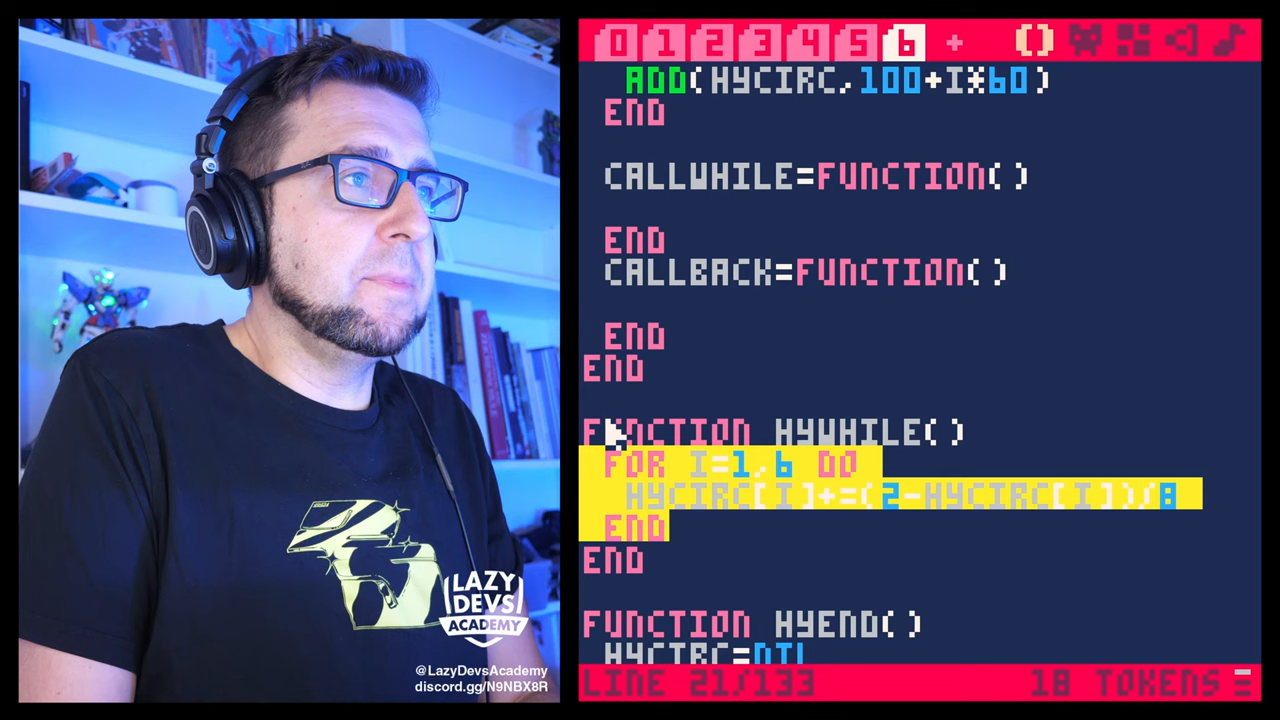 LAZY
DEVS
ACADEMY
@LazyDevsAcademy
discord.gg/N9NBX8R
0 1 2 3 4 5 6 + ()
ADD(HYCIRC,100+I*60)
END
CALLWHILE=FUNCTION()
END
CALLBACK=FUNCTION()
END
END
FUNCTION HYWHILE()
FOR I=1,6 DO
HYCIRC[I]+=(2-HYCIRC[I])/8
END
END
FUNCTION HYEND()
HYCIRC=NIL
LINE 21/133
18 TOKENS